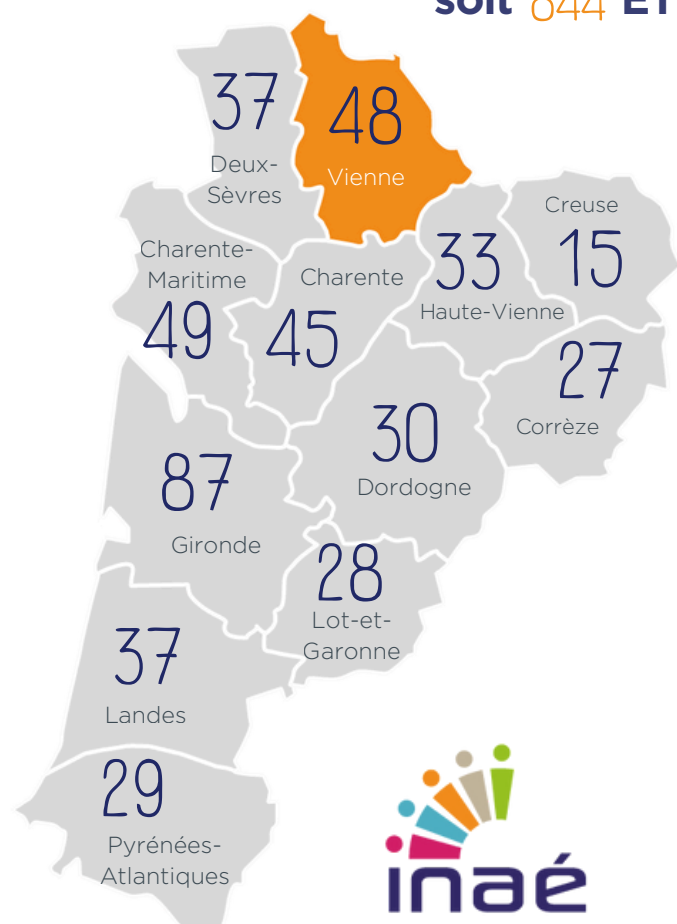 soit 644 ET
37
Deux-
Sèvres
48
Vienne
Creuse
15
Charente-
Maritime
49
Charente
45
33
Haute-Vienne
27
Corrèze
30
Dordogne
87
Gironde
28
Lot-et-
Garonne
37
Landes
29
Pyrénées-
Atlantiques
inaé